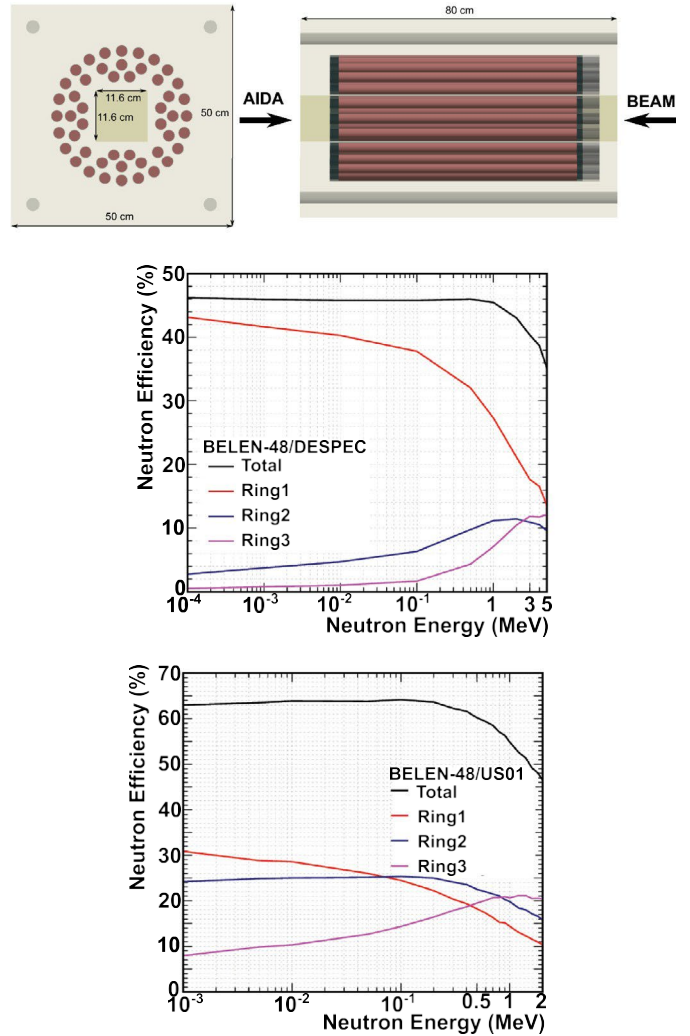 80 cm
11.6 cm
11.6 cm
50 cm
50 cm
AIDA
BEAM
Neutron Efficiency (%)
50
40
30
20
10
0
BELEN-48/DESPEC
Total
Ring1
Ring2
Ring3
10⁻⁴ 10⁻³ 10⁻² 10⁻¹ 1 3 5
Neutron Energy (MeV)
Neutron Efficiency (%)
70
60
50
40
30
20
10
0
BELEN-48/US01
Total
Ring1
Ring2
Ring3
10⁻³ 10⁻² 10⁻¹ 0.5 1 2
Neutron Energy (MeV)